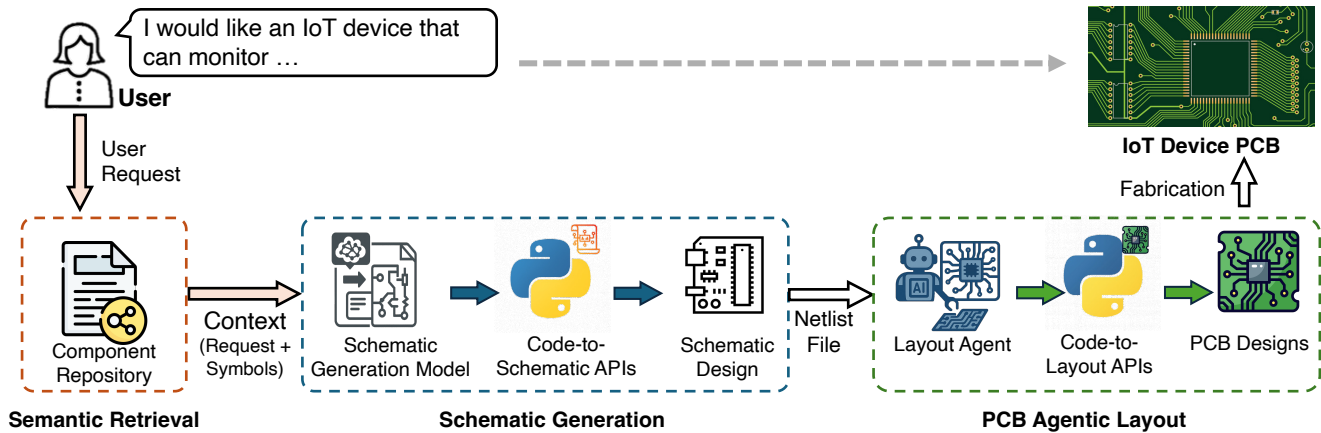 I would like an IoT device that
can monitor …
User
User
Request
IoT Device PCB
Fabrication
Component
Repository
Context
(Request +
Symbols)
Schematic
Generation Model
Code-to-
Schematic APIs
Schematic
Design
Netlist
File
AI
Layout Agent
Code-to-
Layout APIs
PCB Designs
Semantic Retrieval
Schematic Generation
PCB Agentic Layout